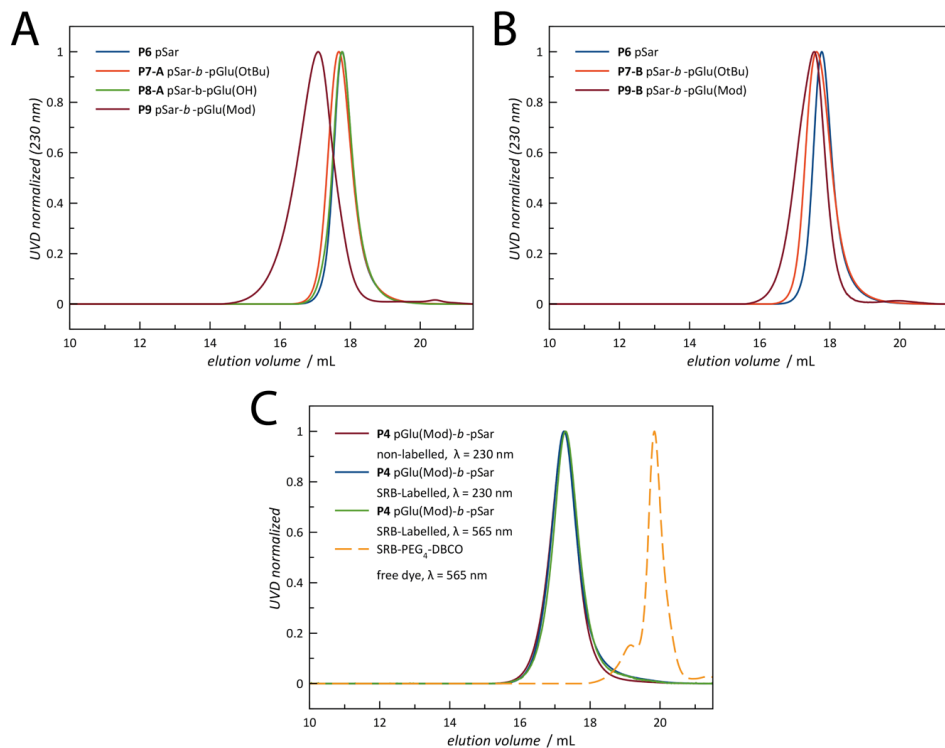 A
P6 pSar
P7-A pSar-b-pGlu(OtBu)
P8-A pSar-b-pGlu(OH)
P9 pSar-b-pGlu(Mod)
UVD normalized (230 nm)
1
0.8
0.6
0.4
0.2
0
10 12 14 16 18 20
elution volume / mL
B
P6 pSar
P7-B pSar-b-pGlu(OtBu)
P9-B pSar-b-pGlu(Mod)
UVD normalized (230 nm)
1
0.8
0.6
0.4
0.2
0
10 12 14 16 18 20
elution volume / mL
C
P4 pGlu(Mod)-b-pSar
non-labelled, λ = 230 nm
P4 pGlu(Mod)-b-pSar
SRB-Labelled, λ = 230 nm
P4 pGlu(Mod)-b-pSar
SRB-Labelled, λ = 565 nm
SRB-PEG4-DBCO
free dye, λ = 565 nm
UVD normalized
1
0.8
0.6
0.4
0.2
0
10 12 14 16 18 20
elution volume / mL